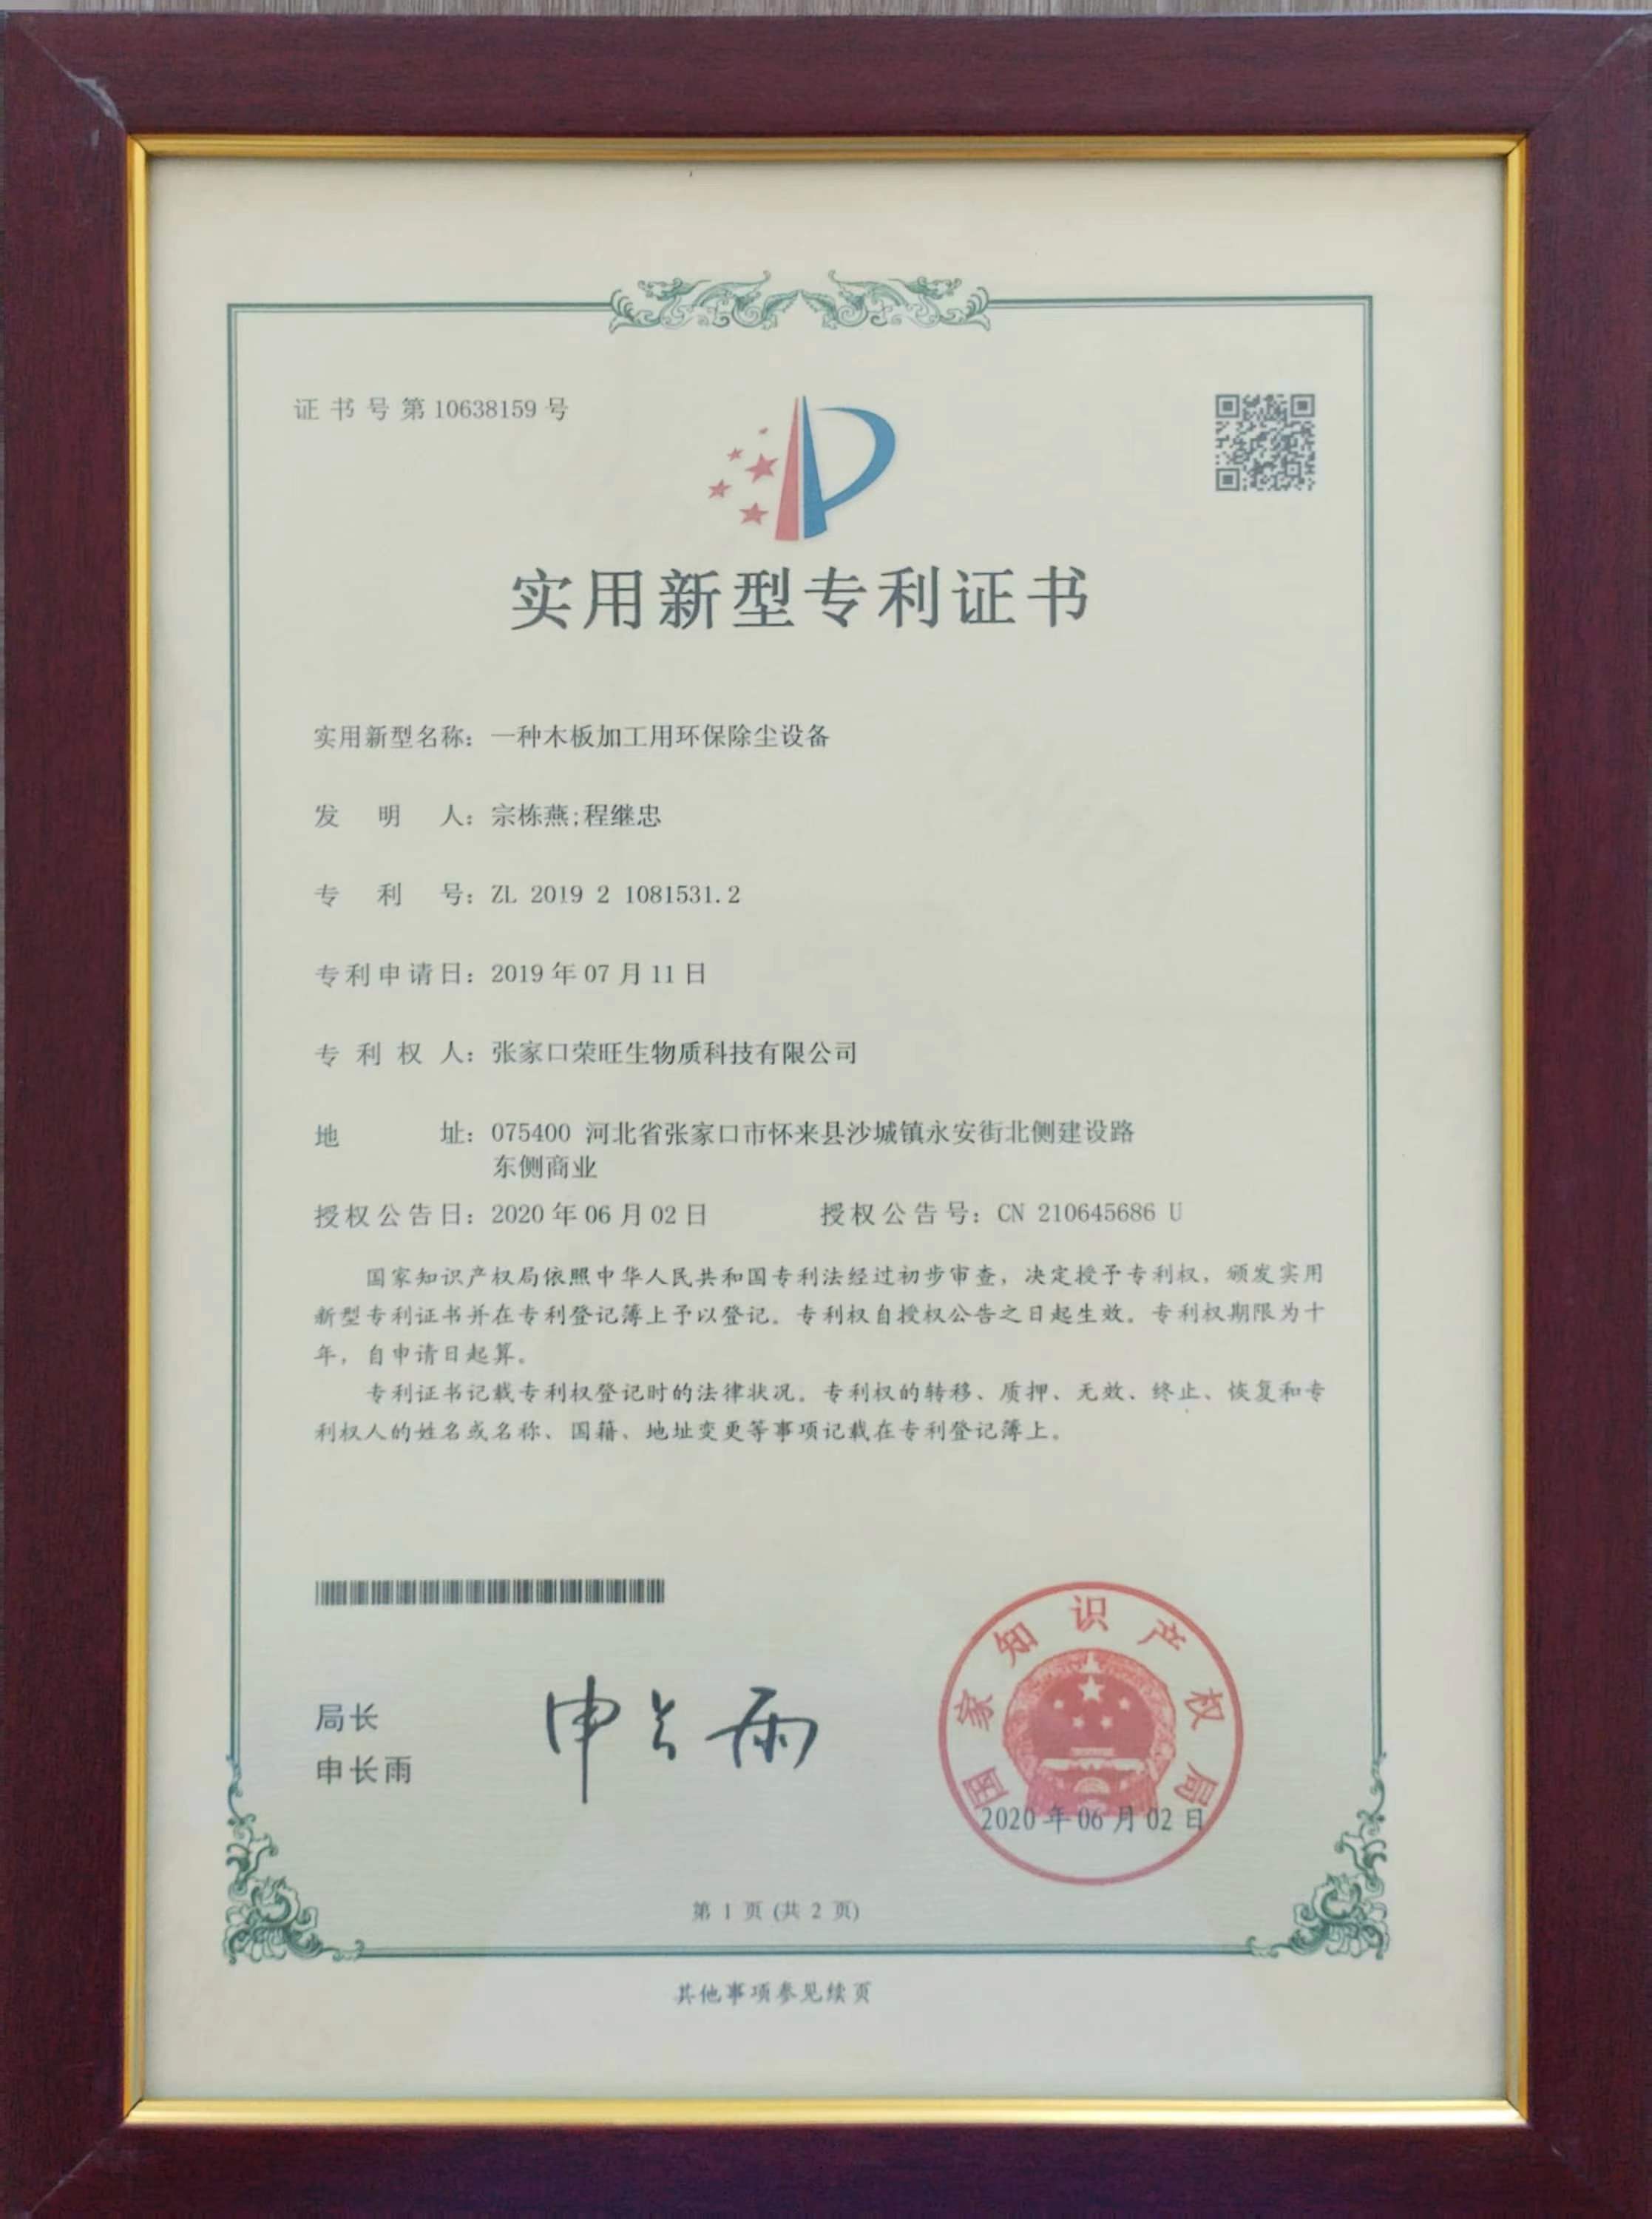 证书号第10638159号
实用新型专利证书
实用新型名称：一种木板加工用环保除尘设备
发明人：宗栋燕;程继忠
专利号：ZL 2019 2 1081531.2
专利申请日：2019年07月11日
专利权人：张家口荣旺生物质科技有限公司
地址：075400 河北省张家口市怀来县沙城镇永安街北侧建设路
东侧商业
授权公告日：2020年06月02日 授权公告号：CN 210645686 U
国家知识产权局依照中华人民共和国专利法经过初步审查，决定授予专利权，颁发实用
新型专利证书并在专利登记簿上予以登记。专利权自授权公告之日起生效。专利权期限为十
年，自申请日起算。
专利证书记载专利权登记时的法律状况。专利权的转移、质押、无效、终止、恢复和专
利权人的姓名或名称、国籍、地址变更等事项记载在专利登记簿上。
局长
申长雨
申长雨
国家知识产权局
2020年06月02日
第 1 页 (共 2 页)
其他事项参见续页